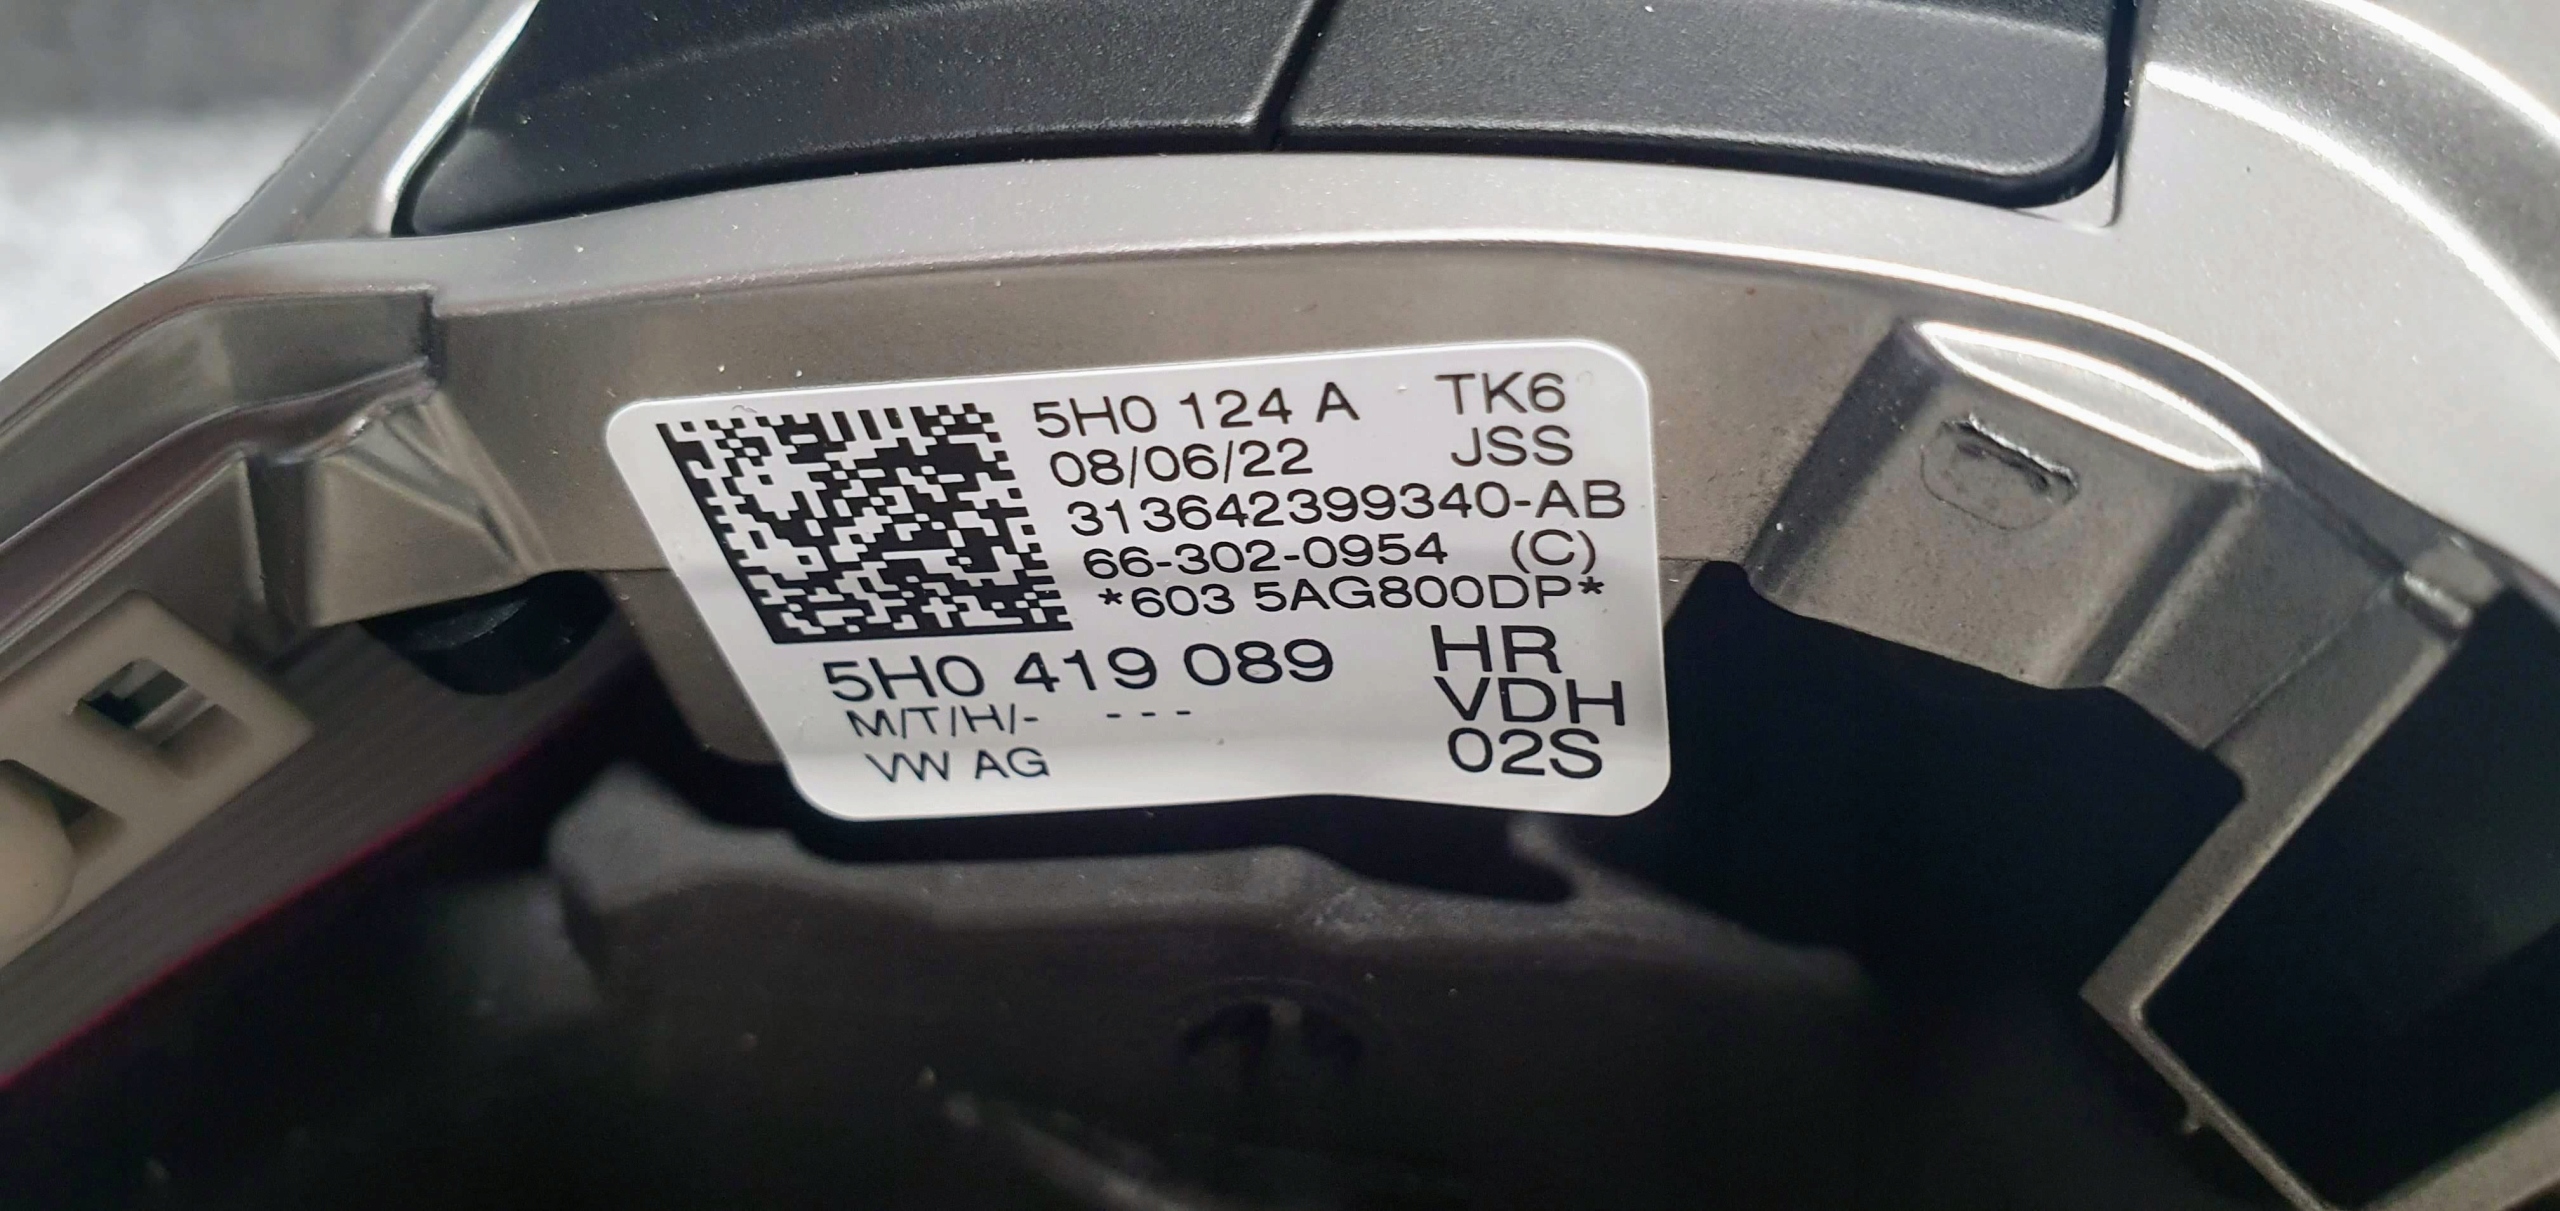 5H0 124 A TK6
08/06/22 JSS
313642399340-AB
66-302-0954 (C)
*603 5AG800DP*
5H0 419 089 HR
M/T/H/- --- VDH
VW AG 02S